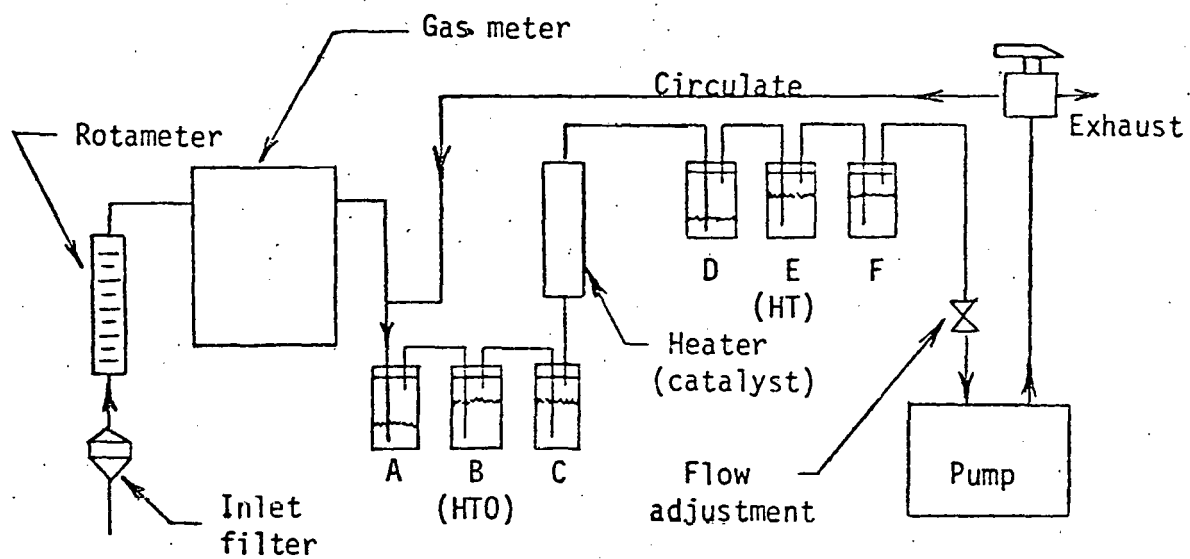 Gas meter
Circulate
Exhaust
Rotameter
D E F
(HT)
Heater
(catalyst)
A B C
(HTO)
Flow
adjustment
Pump
Inlet
filter